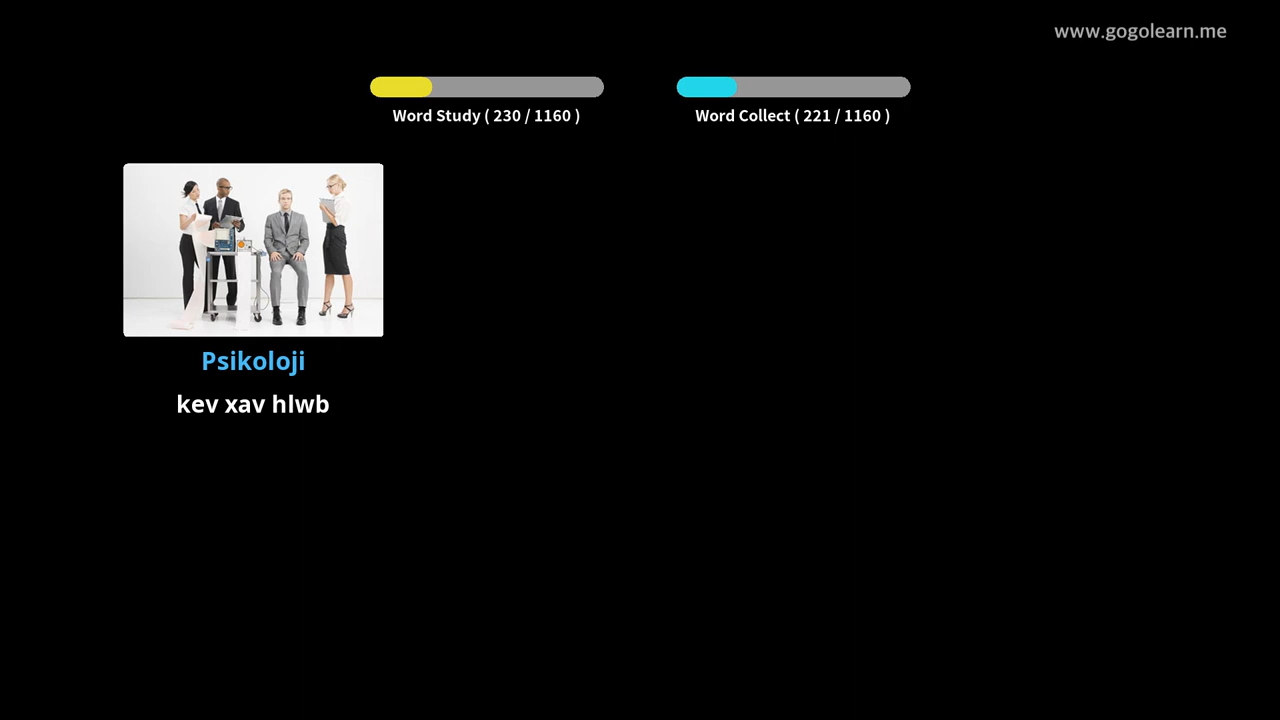 www.gogolearn.me
Word Study ( 230 / 1160 )
Word Collect ( 221 / 1160 )
Psikoloji
kev xav hlwb